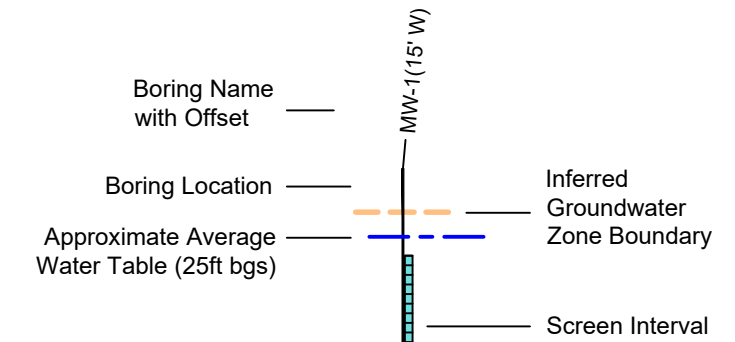 MW-1(15' W)
Boring Name
with Offset
Boring Location
Approximate Average
Water Table (25ft bgs)
Inferred
Groundwater
Zone Boundary
Screen Interval